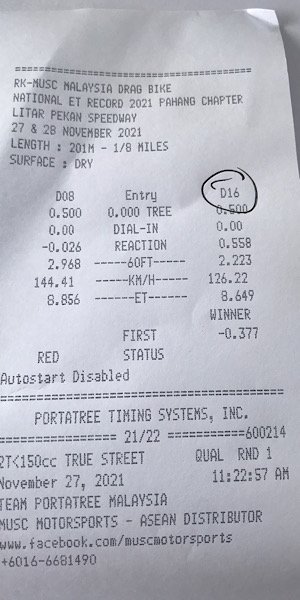 ==================================
RK-MUSC MALAYSIA DRAG BIKE
NATIONAL ET RECORD 2021 PAHANG CHAPTER
LITAR PEKAN SPEEDWAY
27 & 28 NOVEMBER 2021
LENGTH : 201M - 1/8 MILES
SURFACE : DRY
D08 Entry D16
0.500 0.000 TREE 0.500
0.00 DIAL-IN 0.00
-0.026 REACTION 0.558
2.968 ------60FT----- 2.223
144.41 -----KM/H----- 126.22
8.856 ------ET------ 8.649
WINNER
FIRST -0.377
RED STATUS
Autostart Disabled
==================================
PORTATREE TIMING SYSTEMS, INC.
=============== 21/22 ===========600214
2T<150cc TRUE STREET QUAL RND 1
November 27, 2021 11:22:57 AM
TEAM PORTATREE MALAYSIA
MUSC MOTORSPORTS - ASEAN DISTRIBUTOR
www.facebook.com/muscmotorsports
+6016-6681490